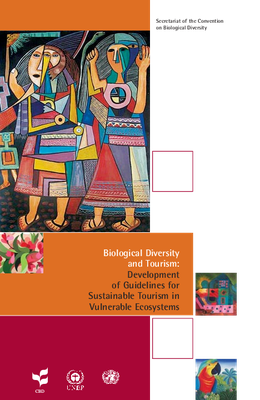 Secretariat of the Convention
on Biological Diversity
Biological Diversity
and Tourism:
Development
of Guidelines for
Sustainable Tourism in
Vulnerable Ecosystems
CBD
UNEP